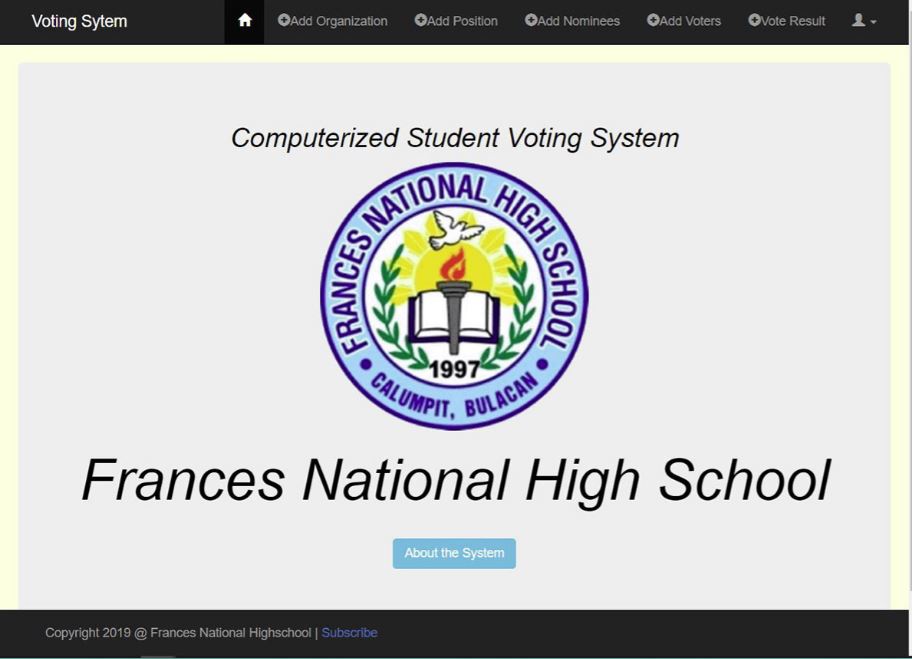 Voting Sytem Add Organization Add Position Add Nominees Add Voters Vote Result
Computerized Student Voting System
FRANCES NATIONAL HIGH SCHOOL
1997
CALUMPIT, BULACAN
Frances National High School
About the System
Copyright 2019 @ Frances National Highschool | Subscribe